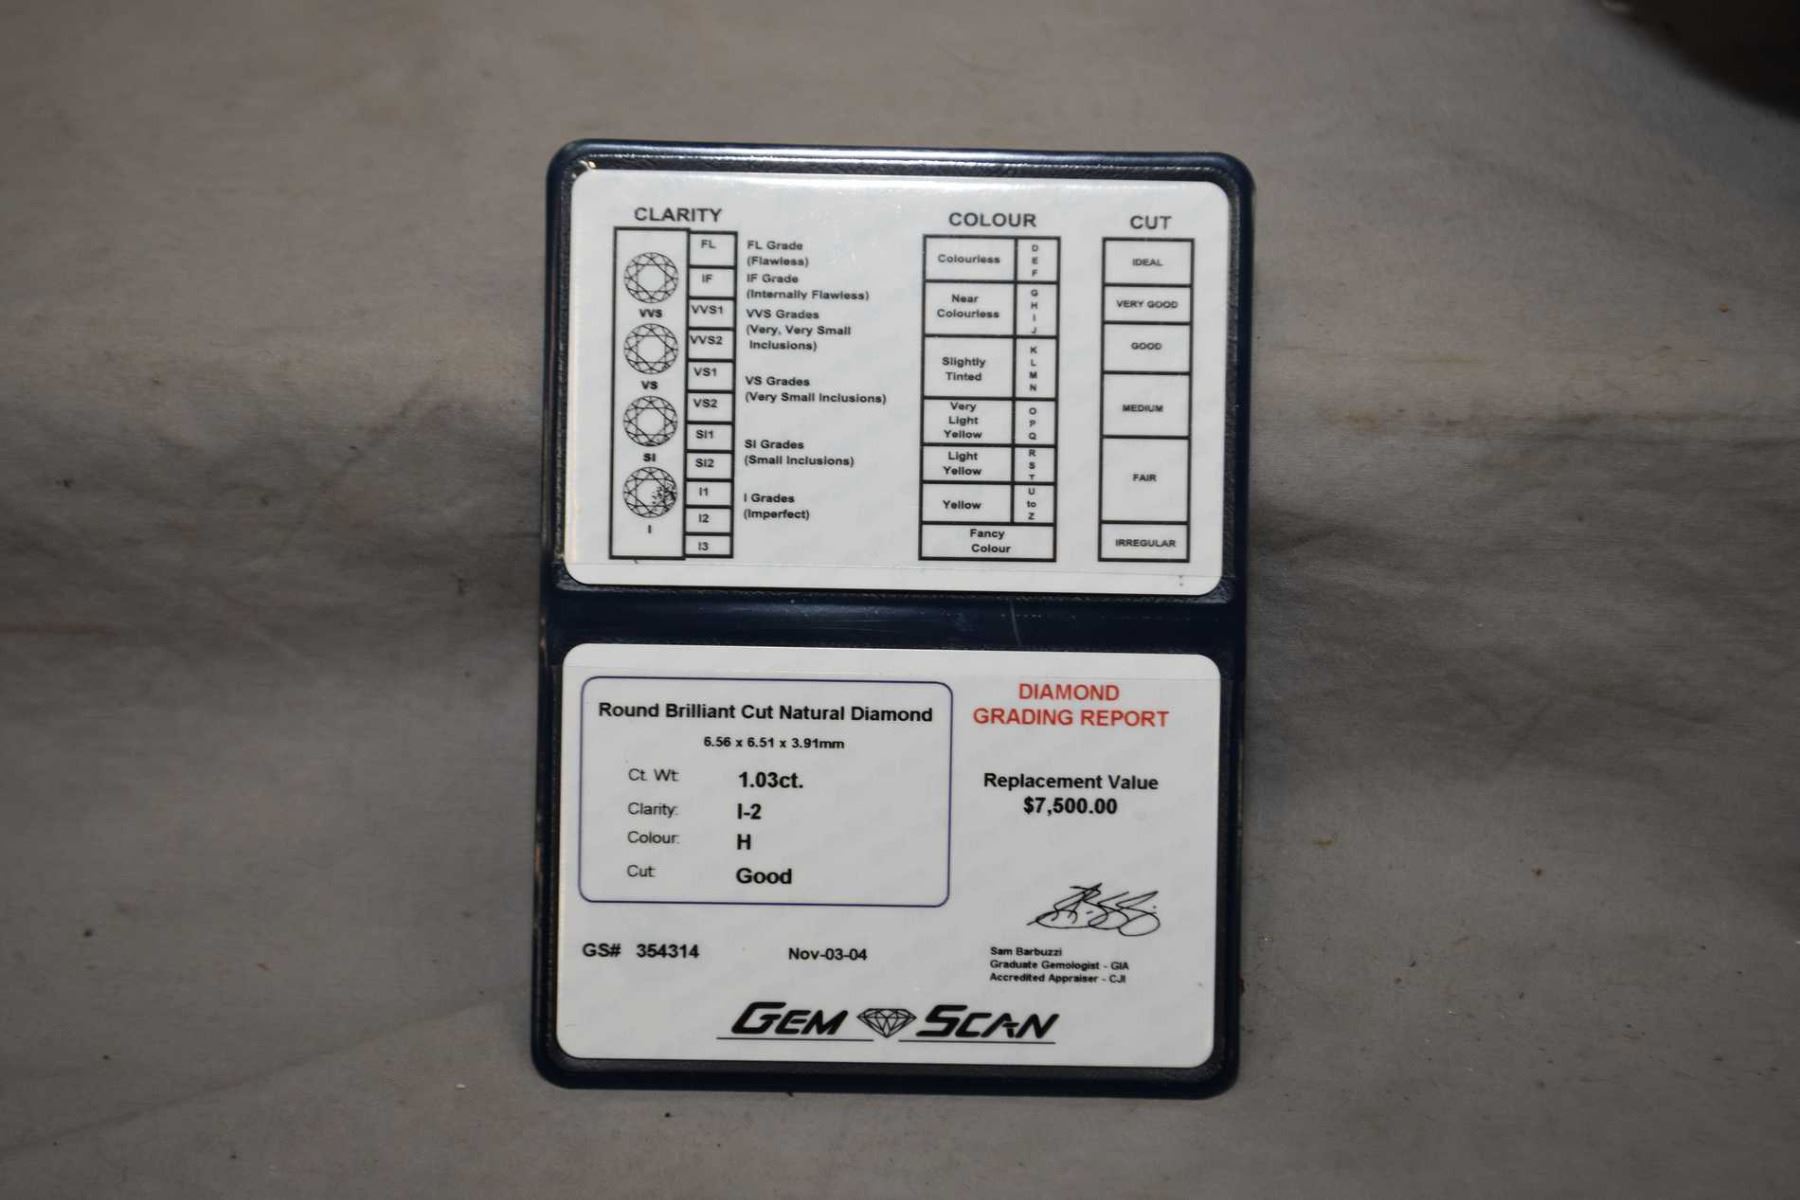 CLARITY
FL
IF
VVS1
VVS2
VS1
VS2
SI1
SI2
I1
I2
I3
VVS
VS
SI
I
FL Grade
(Flawless)
IF Grade
(Internally Flawless)
VVS Grades
(Very, Very Small
Inclusions)
VS Grades
(Very Small Inclusions)
SI Grades
(Small Inclusions)
I Grades
(Imperfect)
COLOUR
Colourless
D
E
F
Near
Colourless
G
H
I
J
Slightly
Tinted
K
L
M
N
Very
Light
Yellow
O
P
Q
Light
Yellow
R
S
T
Yellow
U
to
Z
Fancy
Colour
CUT
IDEAL
VERY GOOD
GOOD
MEDIUM
FAIR
IRREGULAR
Round Brilliant Cut Natural Diamond
6.56 x 6.51 x 3.91mm
Ct. Wt: 1.03ct.
Clarity: I-2
Colour: H
Cut: Good
DIAMOND
GRADING REPORT
Replacement Value
$7,500.00
GS# 354314 Nov-03-04
Sam Barbuzzi
Graduate Gemologist - GIA
Accredited Appraiser - CJI
GEM SCAN